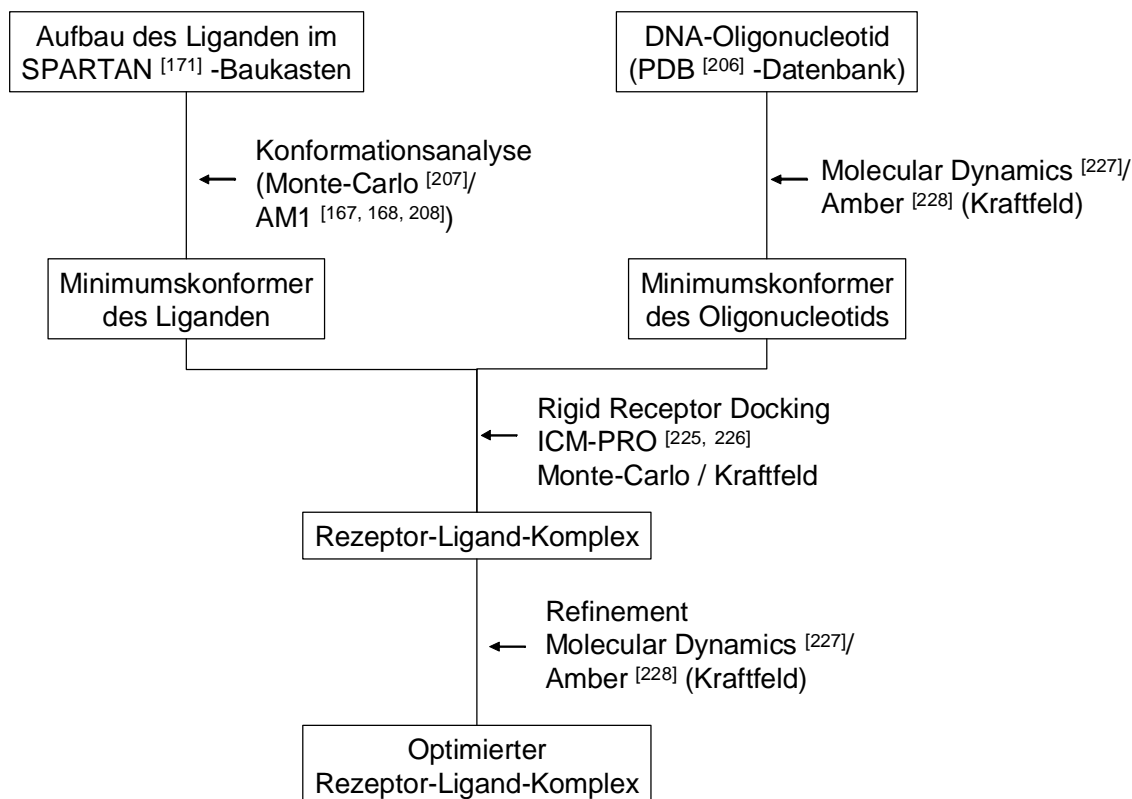 Aufbau des Liganden im
SPARTAN [171] -Baukasten
DNA-Oligonucleotid
(PDB [206] -Datenbank)
Konformationsanalyse
(Monte-Carlo [207]/
AM1 [167, 168, 208])
Molecular Dynamics [227]/
Amber [228] (Kraftfeld)
Minimumskonformer
des Liganden
Minimumskonformer
des Oligonucleotids
Rigid Receptor Docking
ICM-PRO [225, 226]
Monte-Carlo / Kraftfeld
Rezeptor-Ligand-Komplex
Refinement
Molecular Dynamics [227]/
Amber [228] (Kraftfeld)
Optimierter
Rezeptor-Ligand-Komplex